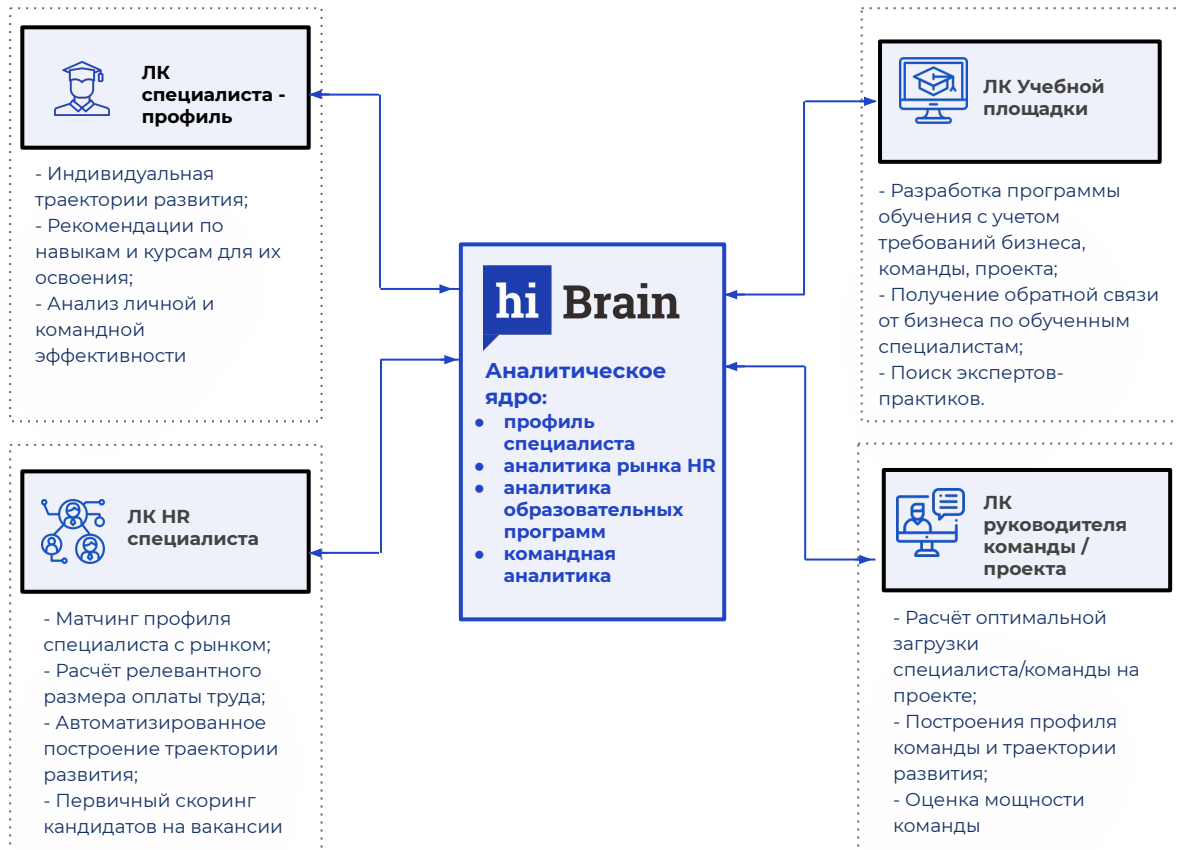 ЛК
специалиста -
профиль
- Индивидуальная
траектории развития;
- Рекомендации по
навыкам и курсам для их
освоения;
- Анализ личной и
командной
эффективности
ЛК Учебной
площадки
- Разработка программы
обучения с учетом
требований бизнеса,
команды, проекта;
- Получение обратной связи
от бизнеса по обученным
специалистам;
- Поиск экспертов-
практиков.
hi Brain
Аналитическое
ядро:
● профиль
специалиста
● аналитика рынка HR
● аналитика
образовательных
программ
● командная
аналитика
ЛК HR
специалиста
- Матчинг профиля
специалиста с рынком;
- Расчёт релевантного
размера оплаты труда;
- Автоматизированное
построение траектории
развития;
- Первичный скоринг
кандидатов на вакансии
ЛК
руководителя
команды /
проекта
- Расчёт оптимальной
загрузки
специалиста/команды на
проекте;
- Построения профиля
команды и траектории
развития;
- Оценка мощности
команды